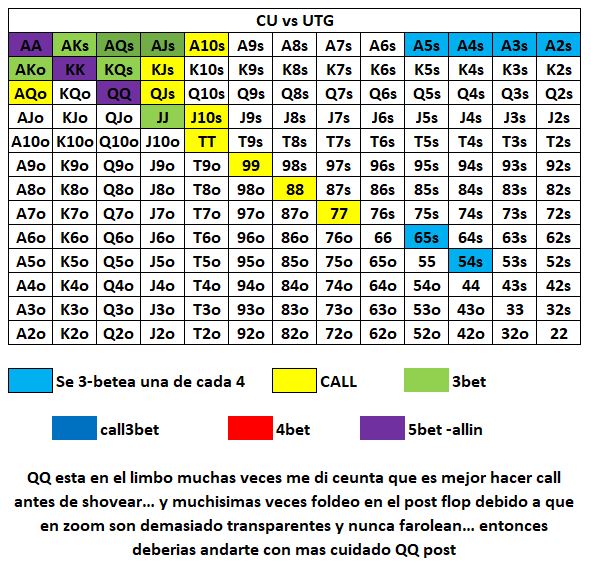 CU vs UTG
AA AKs AQs AJs A10s A9s A8s A7s A6s A5s A4s A3s A2s
AKo KK KQs KJs K10s K9s K8s K7s K6s K5s K4s K3s K2s
AQo KQo QQ QJs Q10s Q9s Q8s Q7s Q6s Q5s Q4s Q3s Q2s
AJo KJo QJo JJ J10s J9s J8s J7s J6s J5s J4s J3s J2s
A10o K10o Q10o J10o TT T9s T8s T7s T6s T5s T4s T3s T2s
A9o K9o Q9o J9o T9o 99 98s 97s 96s 95s 94s 93s 92s
A8o K8o Q8o J8o T8o 98o 88 87s 86s 85s 84s 83s 82s
A7o K7o Q7o J7o T7o 97o 87o 77 76s 75s 74s 73s 72s
A6o K6o Q6o J6o T6o 96o 86o 76o 66 65s 64s 63s 62s
A5o K5o Q5o J5o T5o 95o 85o 75o 65o 55 54s 53s 52s
A4o K4o Q4o J4o T4o 94o 84o 74o 64o 54o 44 43s 42s
A3o K3o Q3o J3o T3o 93o 83o 73o 63o 53o 43o 33 32s
A2o K2o Q2o J2o T2o 92o 82o 72o 62o 52o 42o 32o 22
Se 3-betea una de cada 4 CALL 3bet
call3bet 4bet 5bet -allin
QQ esta en el limbo muchas veces me di ceunta que es mejor hacer call
antes de shovear... y muchisimas veces foldeo en el post flop debido a que
en zoom son demasiado transparentes y nunca farolean... entonces
deberias andarte con mas cuidado QQ post